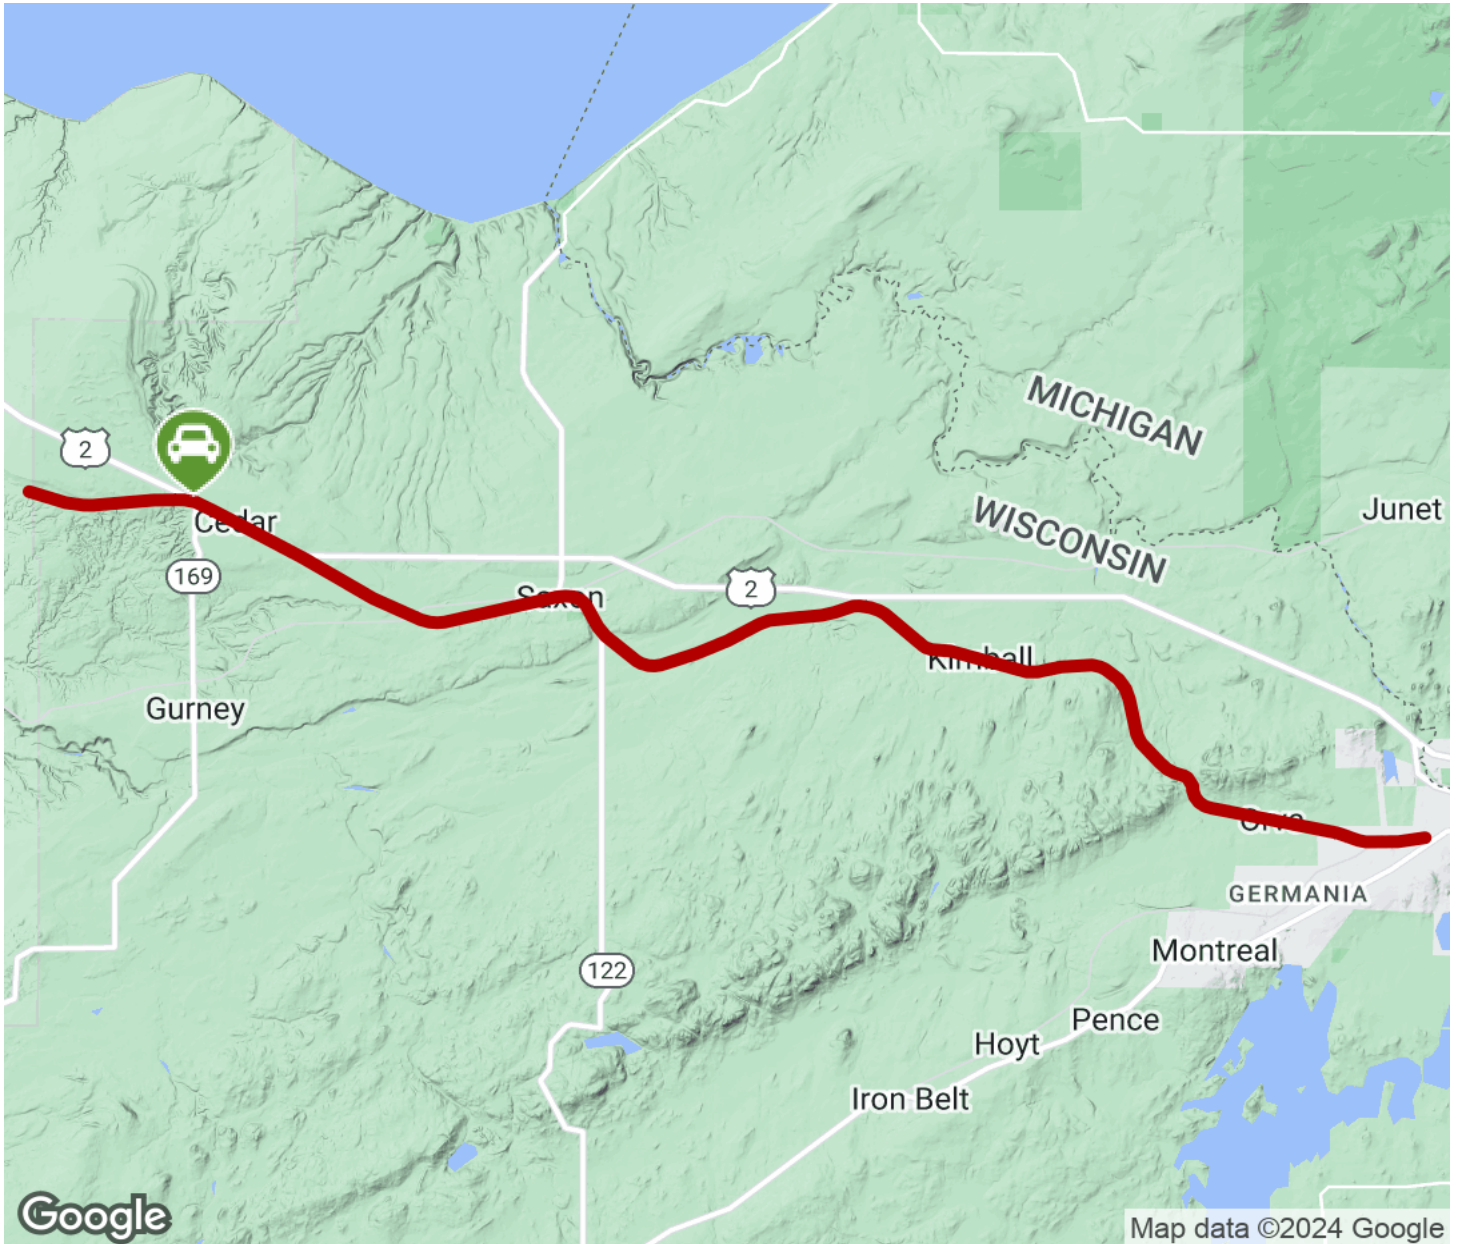 MICHIGAN
2
WISCONSIN
Junet
Cedar
169
Saxon
2
Kimball
Gurney
GERMANIA
Montreal
122
Pence
Hoyt
Iron Belt
Google
Map data ©2024 Google